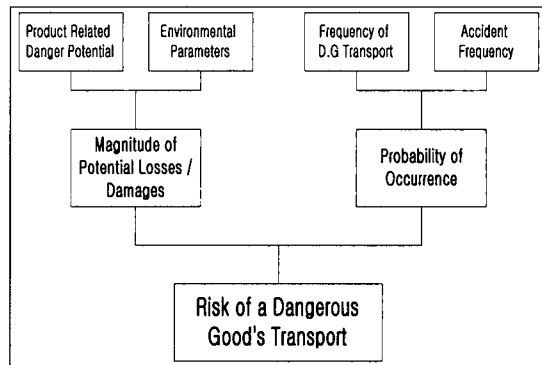 Product Related
Danger Potential
Environmental
Parameters
Frequency of
D.G Transport
Accident
Frequency
Magnitude of
Potential Losses /
Damages
Probability of
Occurrence
Risk of a Dangerous
Good's Transport